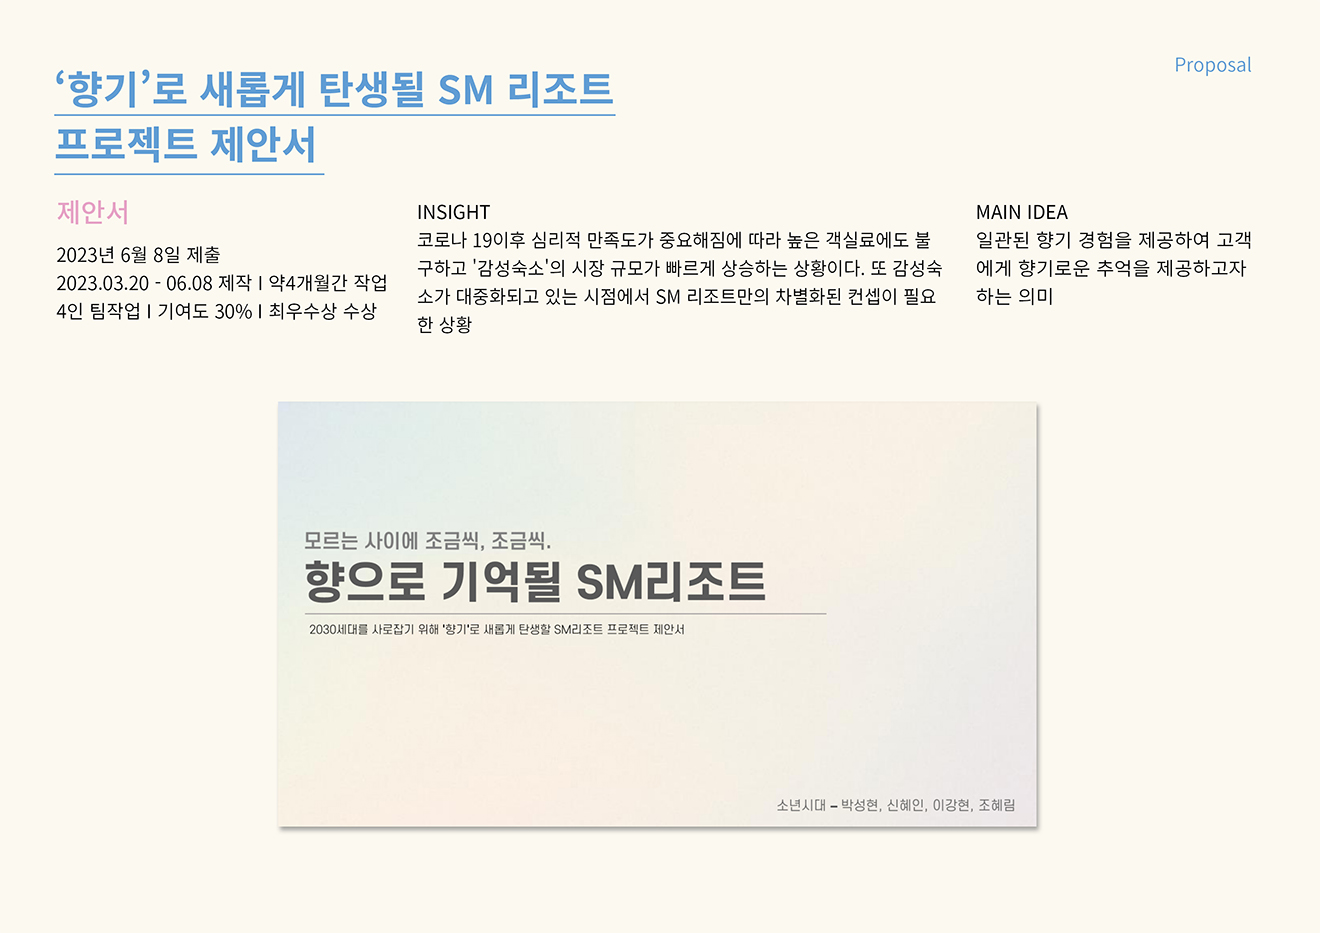 Proposal
‘향기’로 새롭게 탄생될 SM 리조트
프로젝트 제안서
제안서
2023년 6월 8일 제출
2023.03.20 - 06.08 제작 I 약4개월간 작업
4인 팀작업 I 기여도 30% I 최우수상 수상
INSIGHT
코로나 19이후 심리적 만족도가 중요해짐에 따라 높은 객실료에도 불
구하고 '감성숙소'의 시장 규모가 빠르게 상승하는 상황이다. 또 감성숙
소가 대중화되고 있는 시점에서 SM 리조트만의 차별화된 컨셉이 필요
한 상황
MAIN IDEA
일관된 향기 경험을 제공하여 고객
에게 향기로운 추억을 제공하고자
하는 의미
모르는 사이에 조금씩, 조금씩.
향으로 기억될 SM리조트
2030세대를 사로잡기 위해 '향기'로 새롭게 탄생할 SM리조트 프로젝트 제안서
소년시대 – 박성현, 신혜인, 이강현, 조혜림